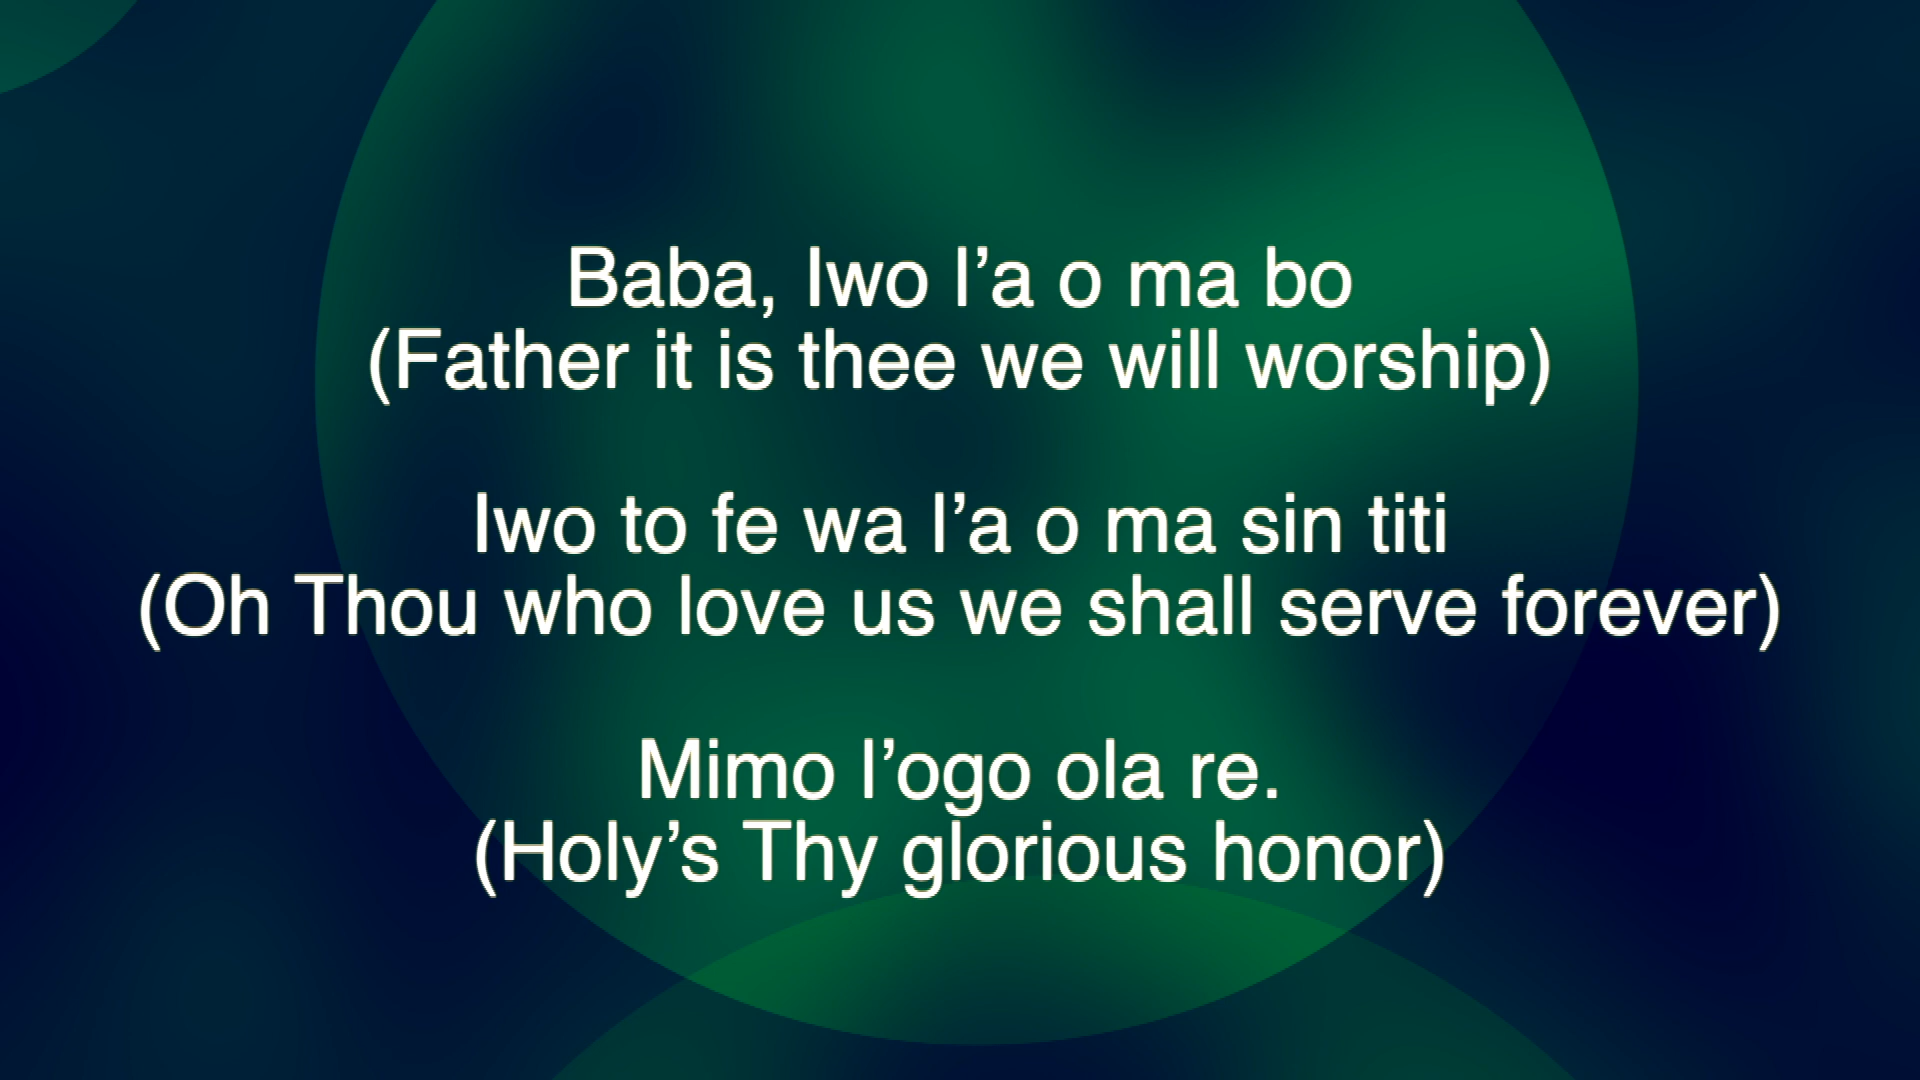 Baba, Iwo l’a o ma bo
(Father it is thee we will worship)
Iwo to fe wa l’a o ma sin titi
(Oh Thou who love us we shall serve forever)
Mimo l’ogo ola re.
(Holy’s Thy glorious honor)